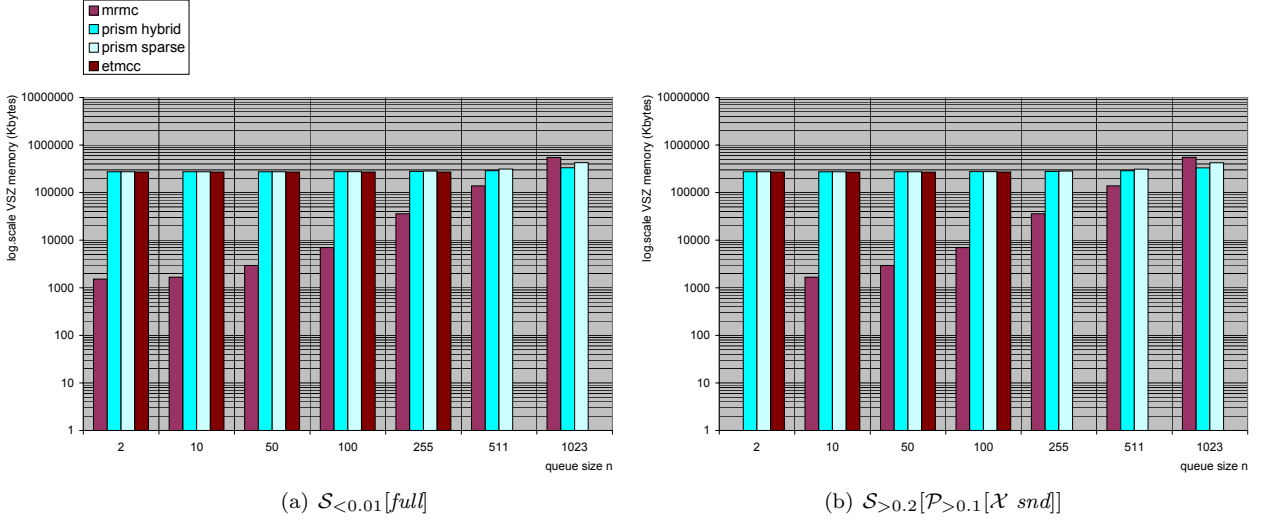 mrmc
prism hybrid
prism sparse
etmcc
log.scale VSZ memory (Kbytes)
10000000
1000000
100000
10000
1000
100
10
1
2 10 50 100 255 511 1023
queue size n
(a) S<0.01[full]
log.scale VSZ memory (Kbytes)
10000000
1000000
100000
10000
1000
100
10
1
2 10 50 100 255 511 1023
queue size n
(b) S>0.2[P>0.1[X snd]]